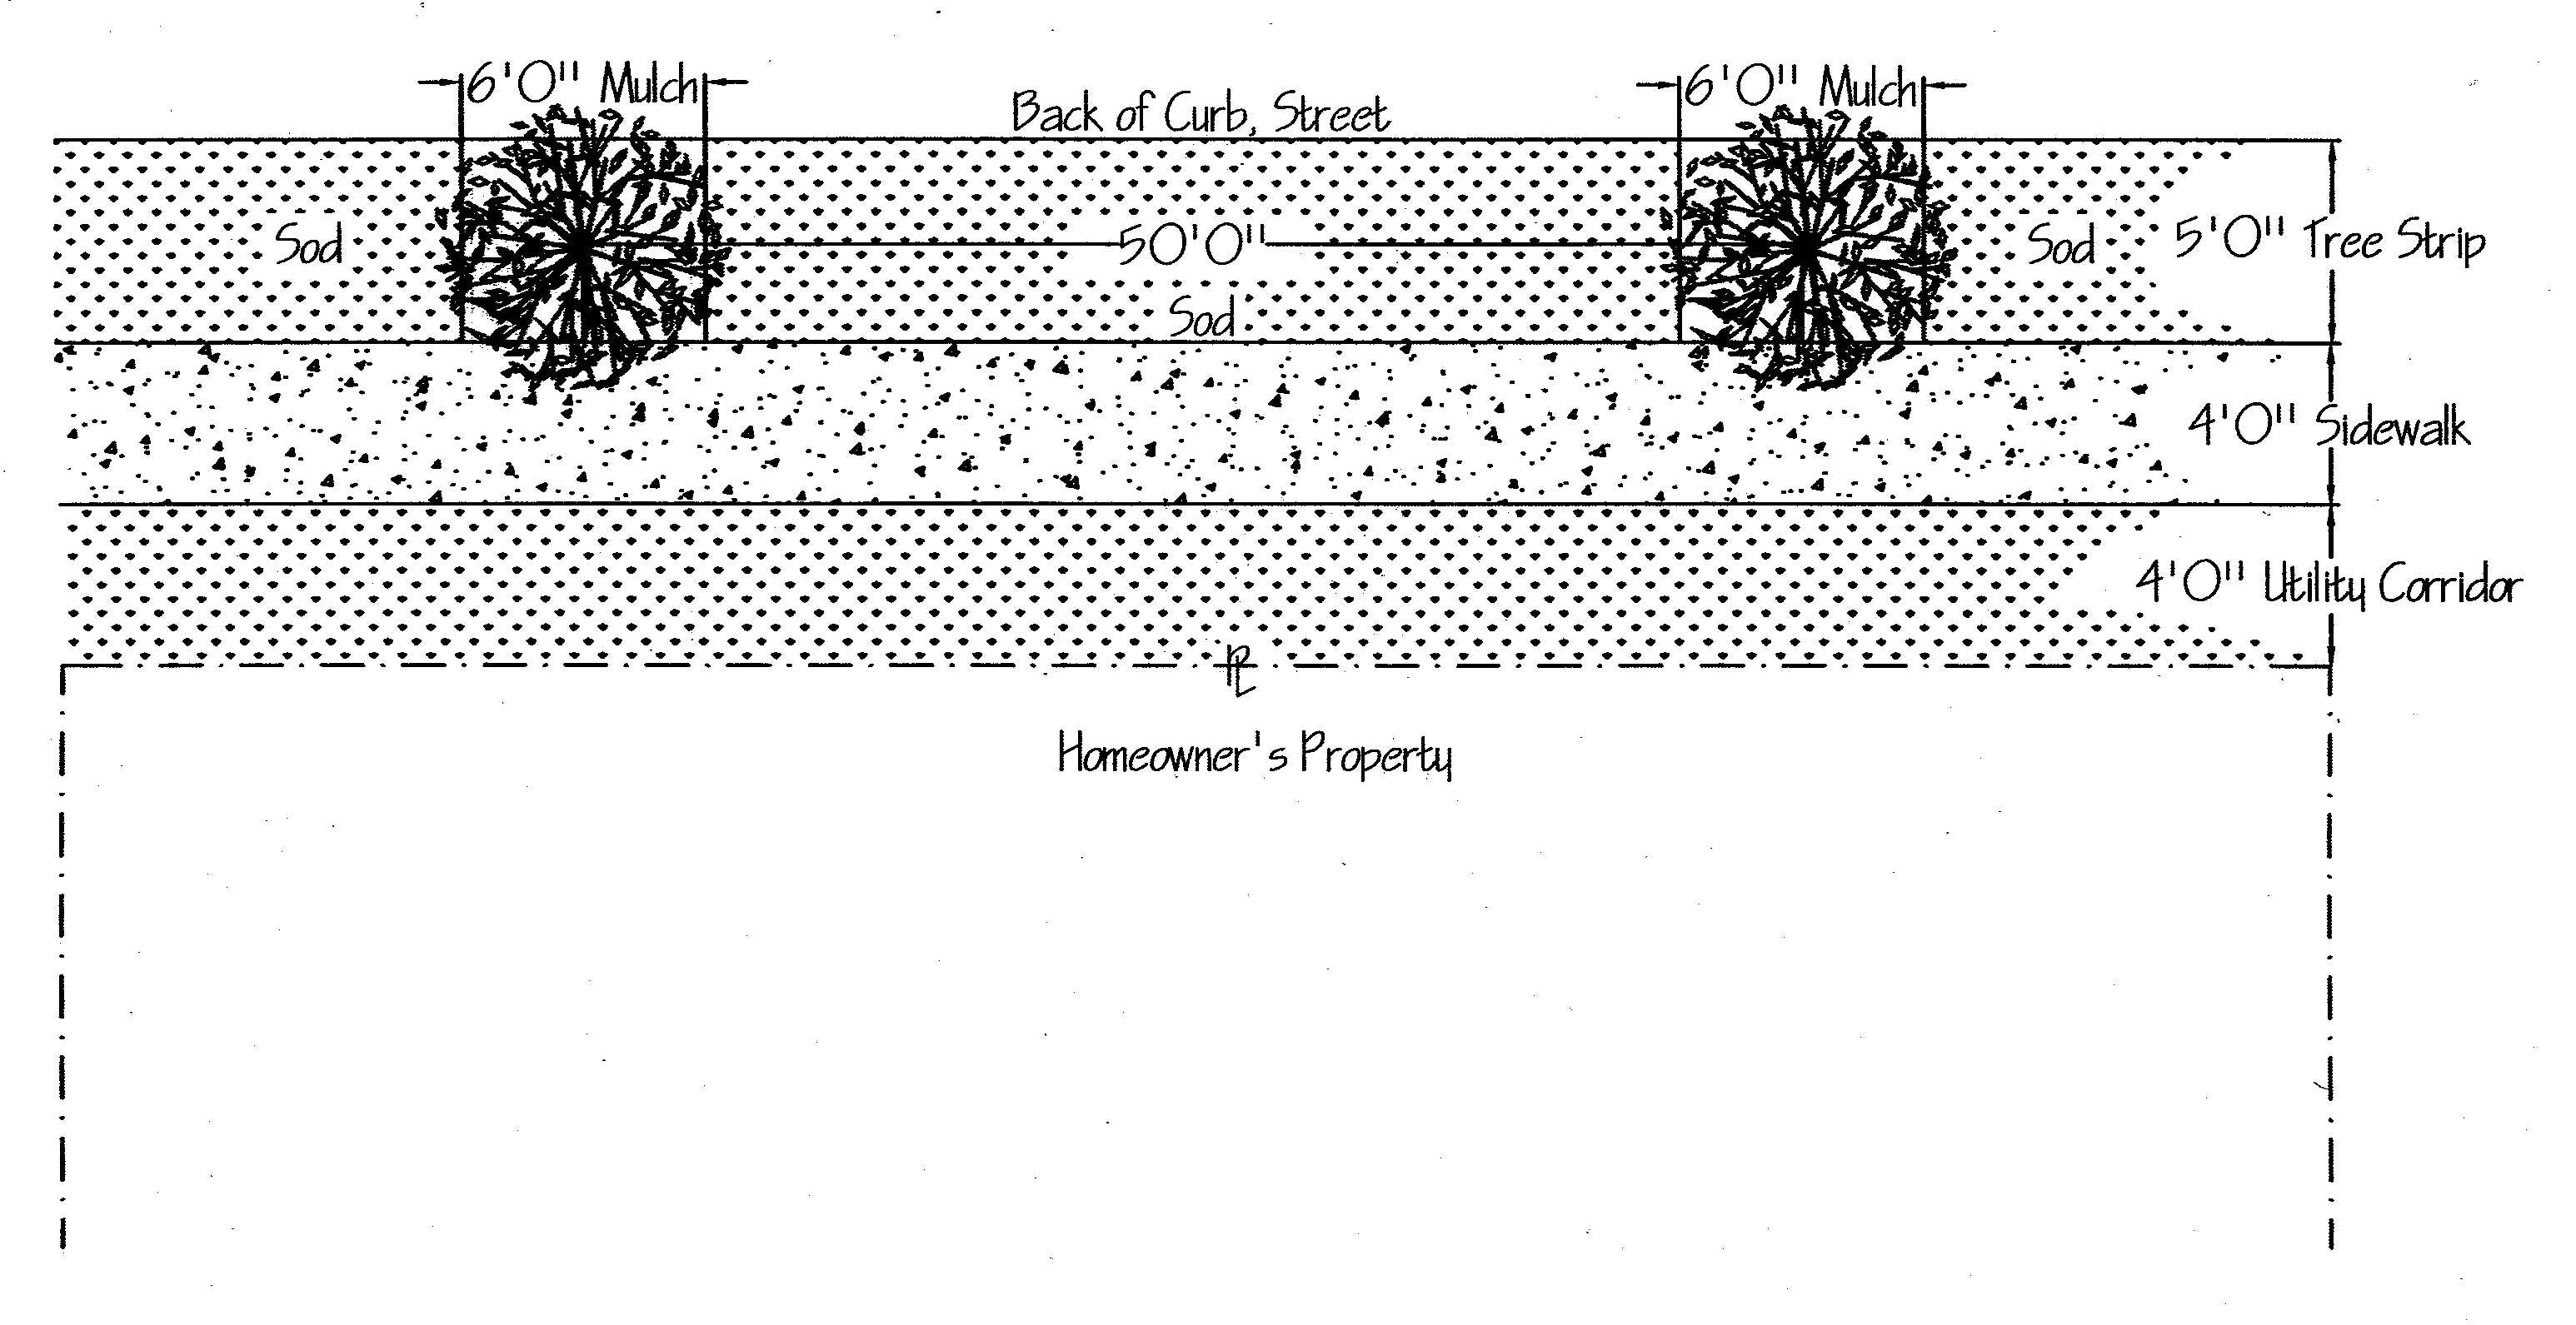 6'0" Mulch
6'0" Mulch
Back of Curb, Street
Sod
50'0"
Sod
5'0" Tree Strip
Sod
4'0" Sidewalk
4'0" Utility Corridor
PL
Homeowner's Property